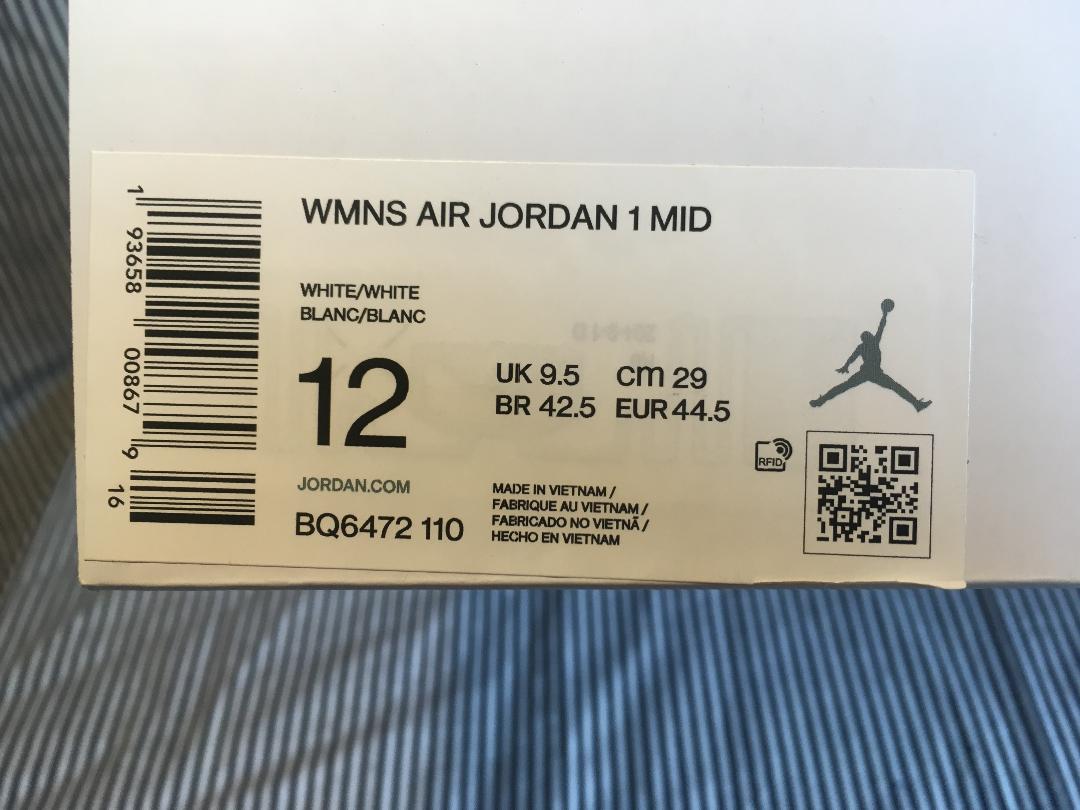 WMNS AIR JORDAN 1 MID
WHITE/WHITE
BLANC/BLANC
12
UK 9.5 cm 29
BR 42.5 EUR 44.5
RFID
JORDAN.COM
BQ6472 110
MADE IN VIETNAM /
FABRIQUE AU VIETNAM /
FABRICADO NO VIETNÃ /
HECHO EN VIETNAM
1 93658 00867 9 16